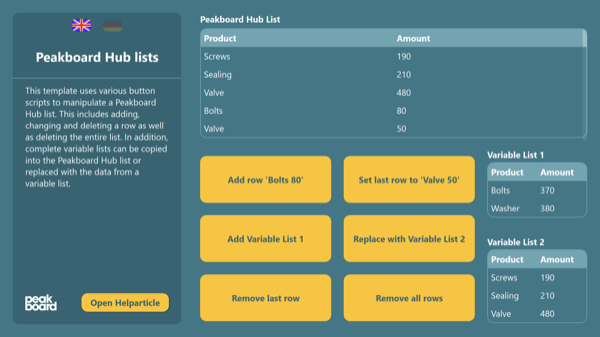 Peakboard Hub lists
This template uses various button
scripts to manipulate a Peakboard
Hub list. This includes adding,
changing and deleting a row as well
as deleting the entire list. In addition,
complete variable lists can be copied
into the Peakboard Hub list or
replaced with the data from a
variable list.
peak
board
Open Helparticle
Peakboard Hub List
Product Amount
Screws 190
Sealing 210
Valve 480
Bolts 80
Valve 50
Add row 'Bolts 80'
Set last row to 'Valve 50'
Add Variable List 1
Replace with Variable List 2
Remove last row
Remove all rows
Variable List 1
Product Amount
Bolts 370
Washer 380
Variable List 2
Product Amount
Screws 190
Sealing 210
Valve 480